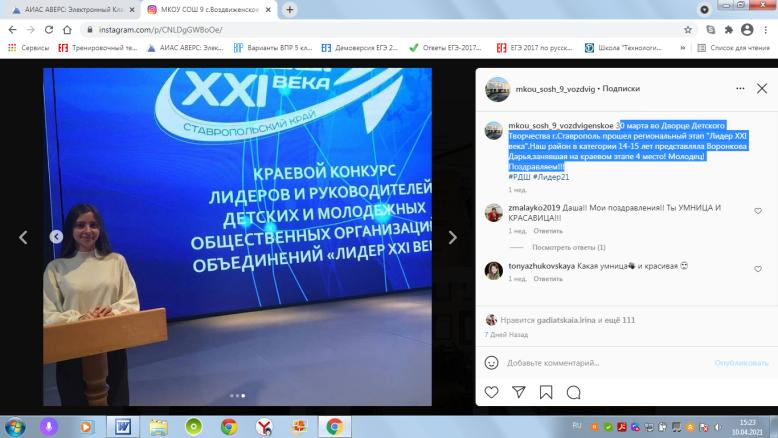 АИАС АВЕРС: Электронный Кла
МКОУ СОШ 9 с.Воздвиженское
instagram.com/p/CNLDgGWBoOe/
Сервисы
Тренировочный те...
АИАС АВЕРС: Элек...
Варианты ВПР 5 кл...
Демоверсия ЕГЭ 2...
Ответы ЕГЭ-2017...
ЕГЭ 2017 по русск...
Школа "Технологи...
Список для чтения
XXI
ВЕКА
СТАВРОПОЛЬСКИЙ КРАЙ
КРАЕВОЙ КОНКУРС
ЛИДЕРОВ И РУКОВОДИТЕЛЕЙ
ДЕТСКИХ И МОЛОДЕЖНЫХ
ОБЩЕСТВЕННЫХ ОРГАНИЗАЦИ
ОБЪЕДИНЕНИЙ «ЛИДЕР XXI ВЕК
mkou_sosh_9_vozdvig • Подписки
mkou_sosh_9_vozdvigenskoe 30 марта во Дворце Детского
Творчества г.Ставрополь прошел региональный этап "Лидер XXI
века".Наш район в категории 14-15 лет представляла Воронкова
Дарья,занявшая на краевом этапе 4 место! Молодец!
Поздравляем!!!
#РДШ #Лидер21
1 нед.
zmalayko2019 Даша!! Мои поздравления!! Ты УМНИЦА И
КРАСАВИЦА!!!
1 нед. Ответить
Посмотреть ответы (1)
tonyazhukovskaya Какая умница и красивая
1 нед. Ответить
Нравится gadiatskaia.irina и ещё 111
7 Дней Назад
Добавьте комментарий...
Опубликовать
RU
15:23
10.04.2021